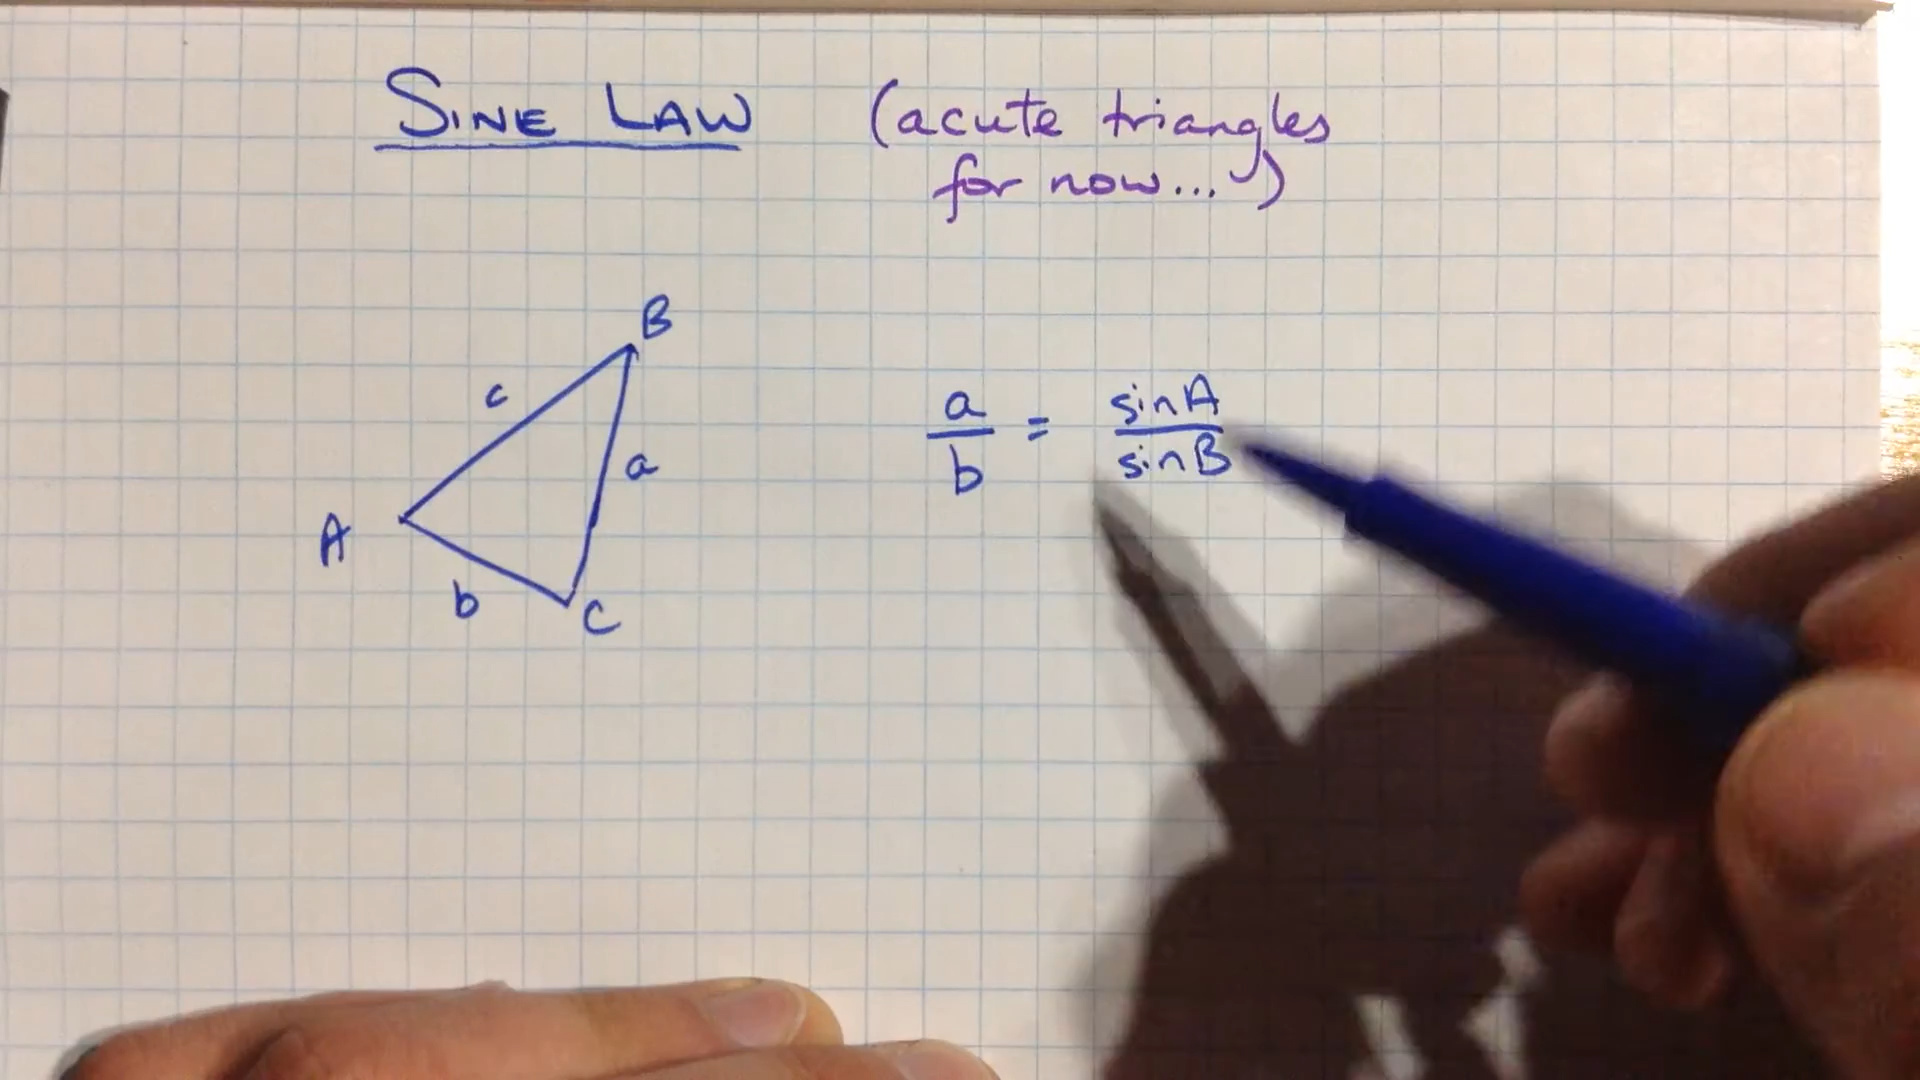 SINE LAW (acute triangles
for now...)
B
c
a
A
b
C
a/b = sinA/sinB